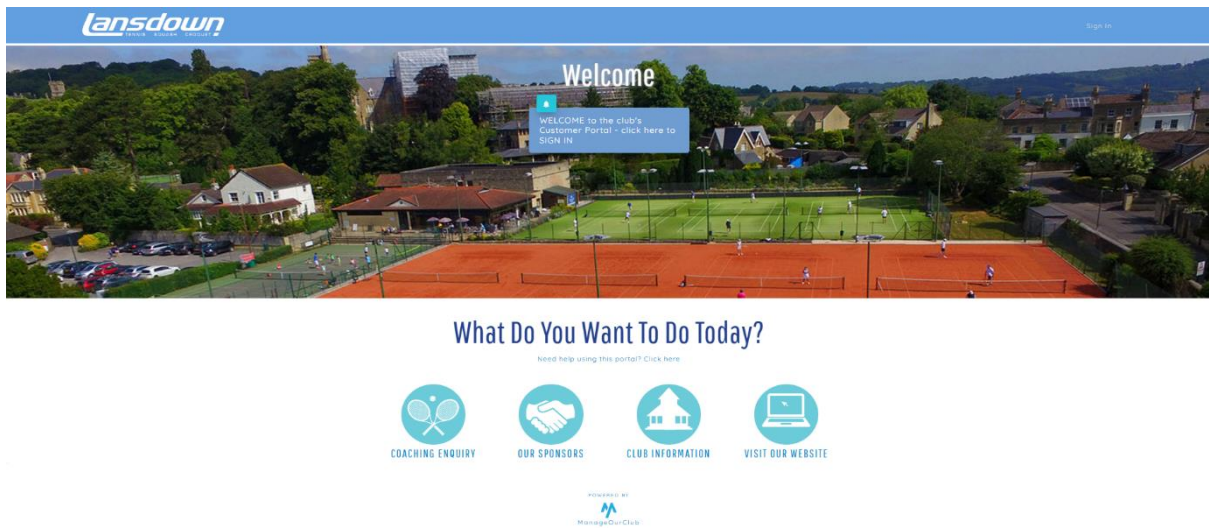 Lansdown
TENNIS SQUASH CROQUET
Sign In
Welcome
WELCOME to the club's
Customer Portal - click here to
SIGN IN
What Do You Want To Do Today?
Need help using this portal? Click here
COACHING ENQUIRY
OUR SPONSORS
CLUB INFORMATION
VISIT OUR WEBSITE
POWERED BY
ManageOurClub